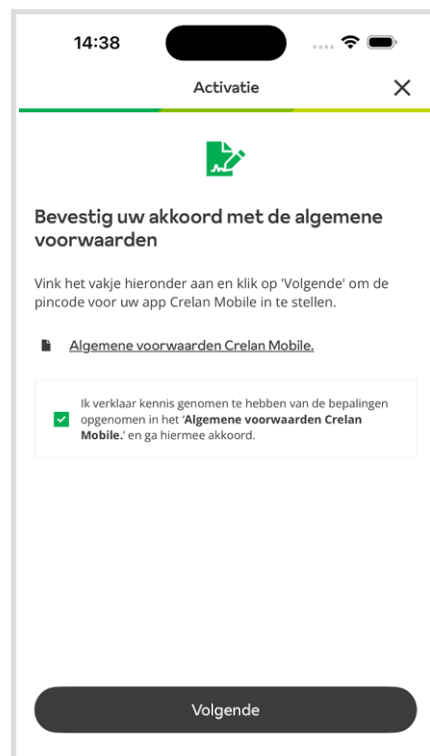 14:38
Activatie
Bevestig uw akkoord met de algemene
voorwaarden
Vink het vakje hieronder aan en klik op 'Volgende' om de
pincode voor uw app Crelan Mobile in te stellen.
Algemene voorwaarden Crelan Mobile.
Ik verklaar kennis genomen te hebben van de bepalingen
opgenomen in het 'Algemene voorwaarden Crelan
Mobile.' en ga hiermee akkoord.
Volgende